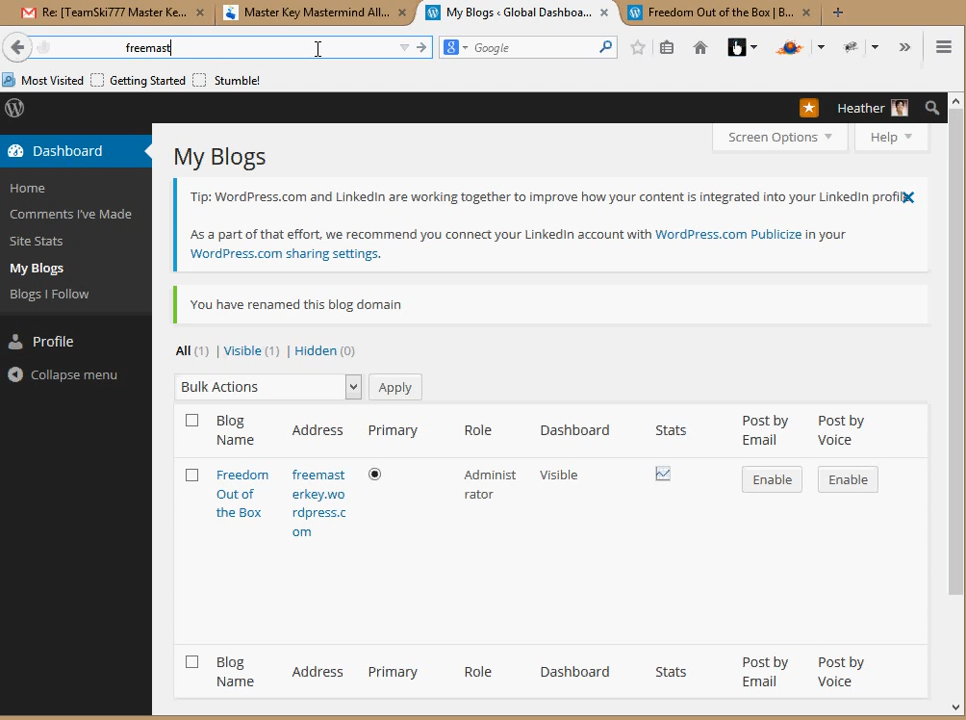 Re: [TeamSki777 Master Ke...
Master Key Mastermind All...
My Blogs ‹ Global Dashboa...
Freedom Out of the Box | B...
freemast
Google
Most Visited
Getting Started
Stumble!
Heather
Dashboard
Home
Comments I've Made
Site Stats
My Blogs
Blogs I Follow
Profile
Collapse menu
Screen Options
Help
My Blogs
Tip: WordPress.com and LinkedIn are working together to improve how your content is integrated into your LinkedIn
As a part of that effort, we recommend you connect your LinkedIn account with WordPress.com Publicize in your
WordPress.com sharing settings.
You have renamed this blog domain
All (1) | Visible (1) | Hidden (0)
Bulk Actions
Apply
Blog
Name
Address
Primary
Role
Dashboard
Stats
Post by
Email
Post by
Voice
Freedom
Out of
the Box
freemast
erkey.wo
rdpress.c
om
Administ
rator
Visible
Enable
Enable
Blog
Name
Address
Primary
Role
Dashboard
Stats
Post by
Email
Post by
Voice